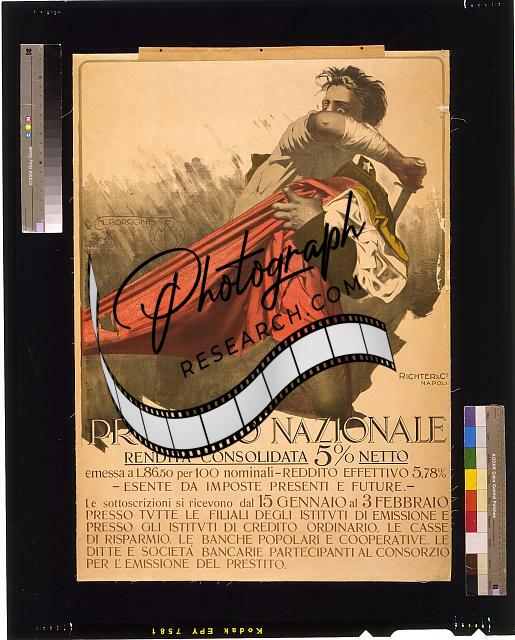 M. BORGONI
Photograph
RESEARCH.COM
RICHTER & Cº
NAPOLI
NAZIONALE
RENDITA CONSOLIDATA 5% NETTO
emessa a L.86.50 per 100 nominali – REDDITO EFFETTIVO 5,78%
– ESENTE DA IMPOSTE PRESENTI E FUTURE. –
Le sottoscrizioni si ricevono dal 15 GENNAIO al 3 FEBBRAIO
PRESSO TVTTE LE FILIALI DEGLI ISTITVTI DI EMISSIONE E
PRESSO GLI ISTITVTI DI CREDITO ORDINARIO, LE CASSE
DI RISPARMIO, LE BANCHE POPOLARI E COOPERATIVE, LE
DITTE E SOCIETÀ BANCARIE PARTECIPANTI AL CONSORZIO
PER L'EMISSIONE DEL PRESTITO.
Kodak EPY 7581